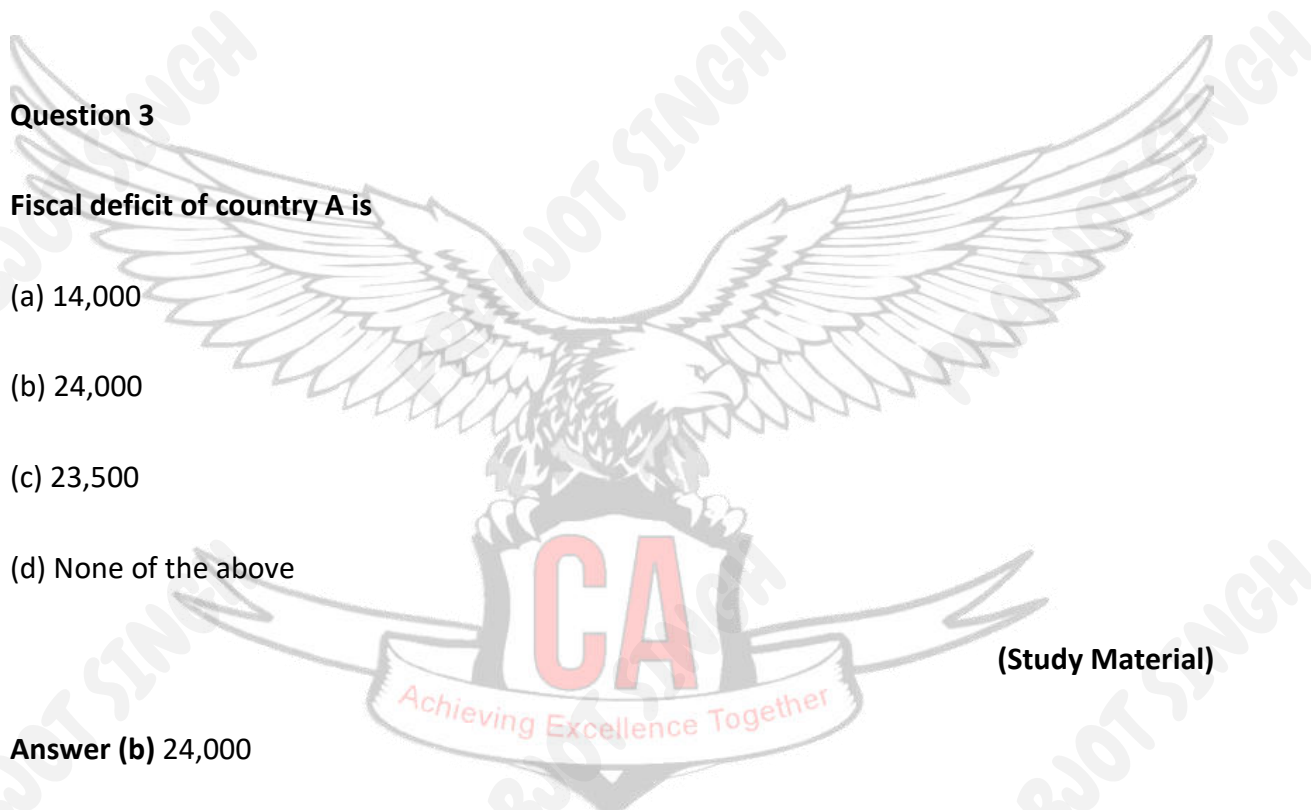 Question 3
Fiscal deficit of country A is
(a) 14,000
(b) 24,000
(c) 23,500
(d) None of the above
CA
(Study Material)
Achieving Excellence Together
Answer (b) 24,000